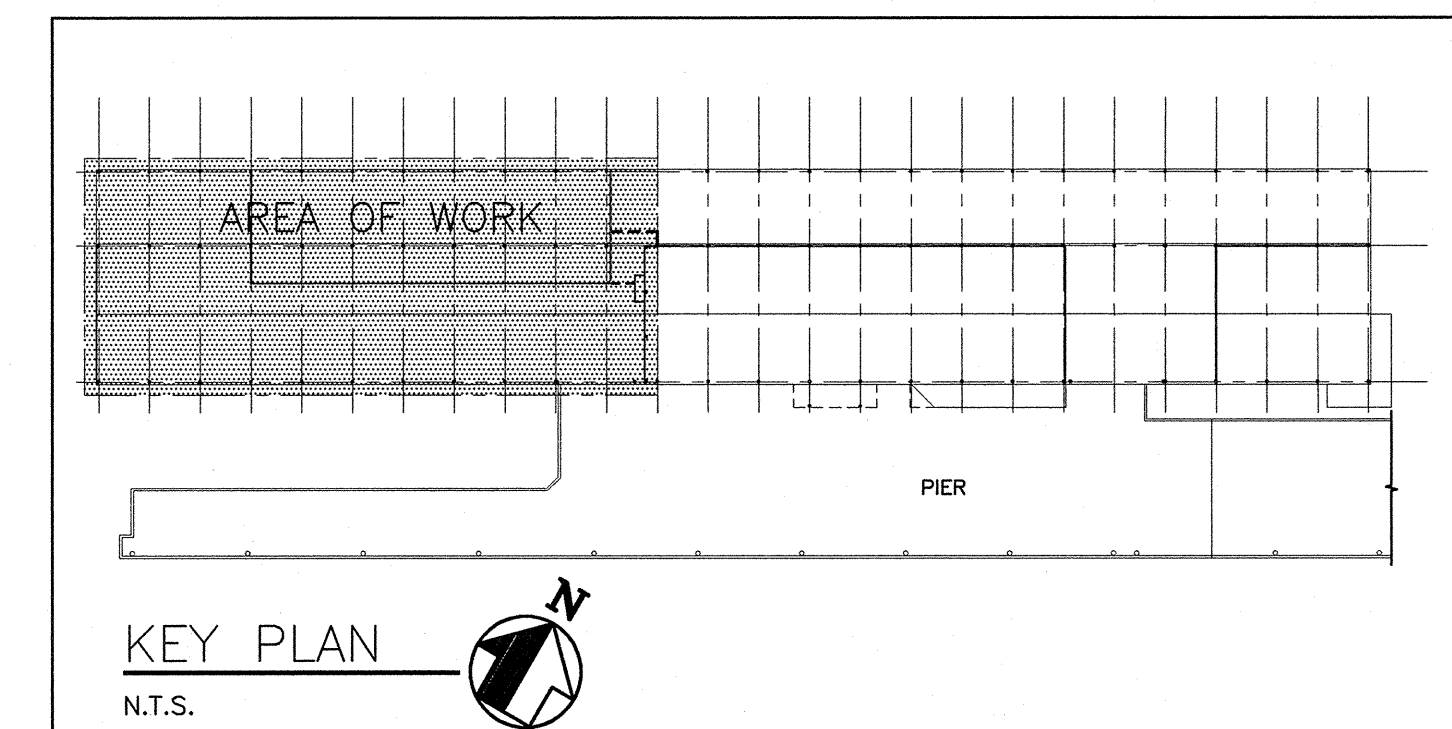 AREA OF WORK
PIER
N
KEY PLAN
N.T.S.